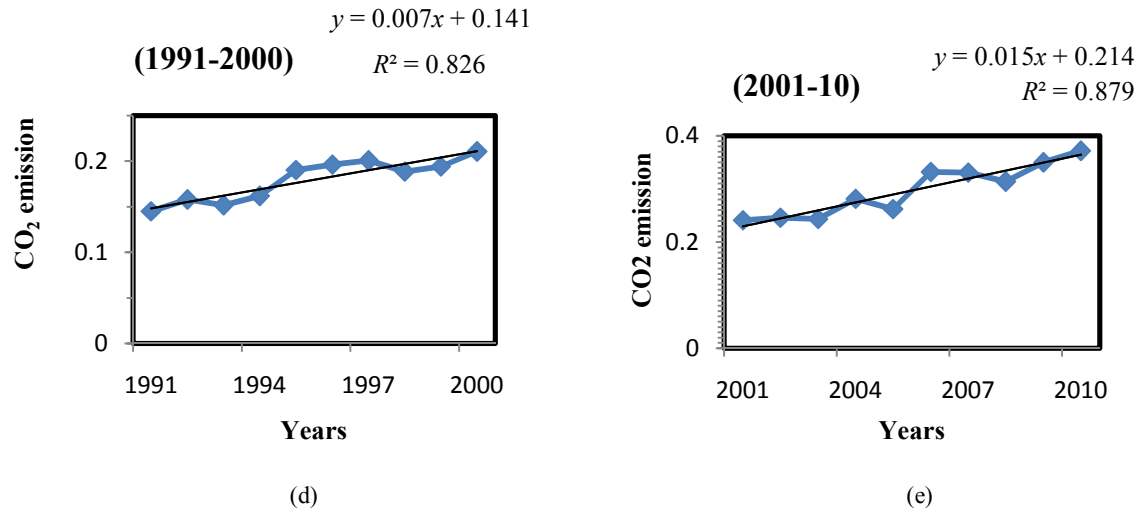 y = 0.007x + 0.141
(1991-2000)
R² = 0.826
0.2
0.1
0
CO₂ emission
1991 1994 1997 2000
Years
(d)
y = 0.015x + 0.214
(2001-10)
R² = 0.879
0.4
0.2
0
CO2 emission
2001 2004 2007 2010
Years
(e)